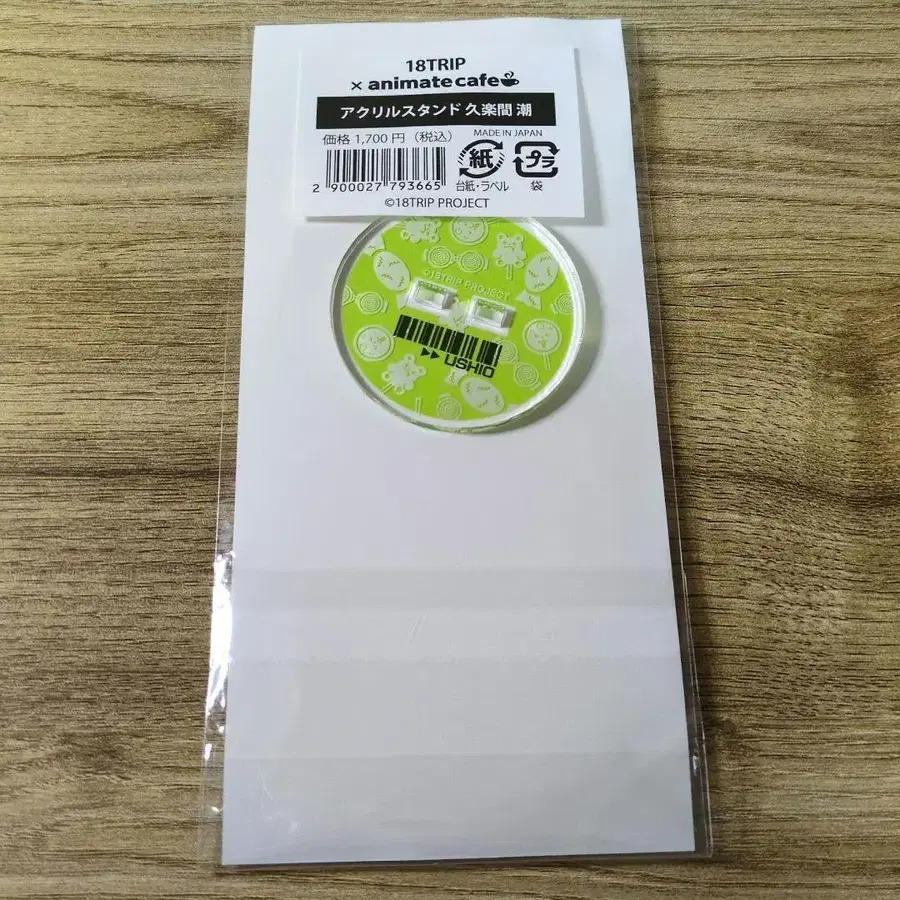 18TRIP
× animate cafe
アクリルスタンド 久楽間 潮
価格 1,700 円（税込）
MADE IN JAPAN
紙
プラ
2 900027 793665
台紙・ラベル
袋
©18TRIP PROJECT
©18TRIP PROJECT
▶▶ USHIO